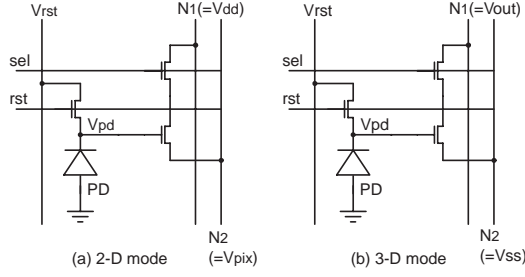 Vrst
N1(=Vdd)
sel
rst
Vpd
PD
N2
(=Vpix)
(a) 2-D mode
Vrst
N1(=Vout)
sel
rst
Vpd
PD
N2
(=Vss)
(b) 3-D mode